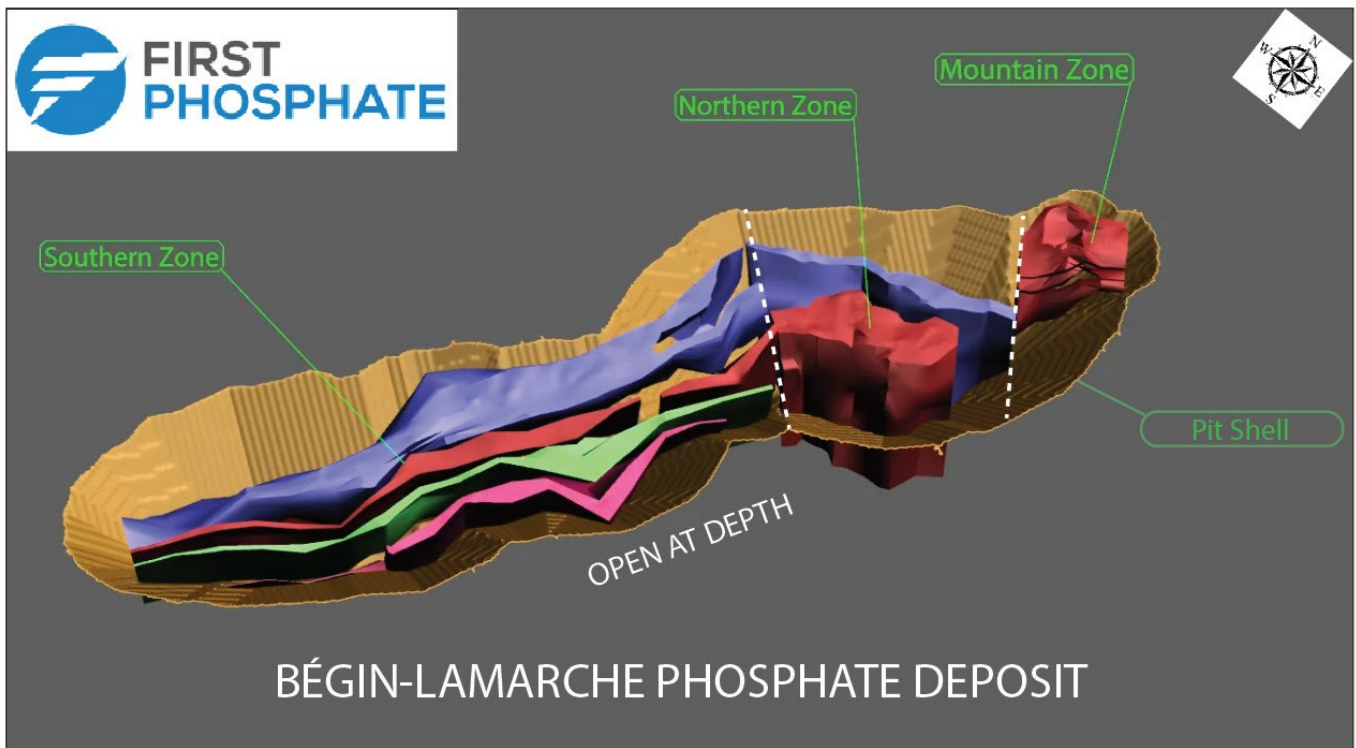 FIRST
PHOSPHATE
Mountain Zone
N
W
E
S
Northern Zone
Southern Zone
Pit Shell
OPEN AT DEPTH
BÉGIN-LAMARCHE PHOSPHATE DEPOSIT